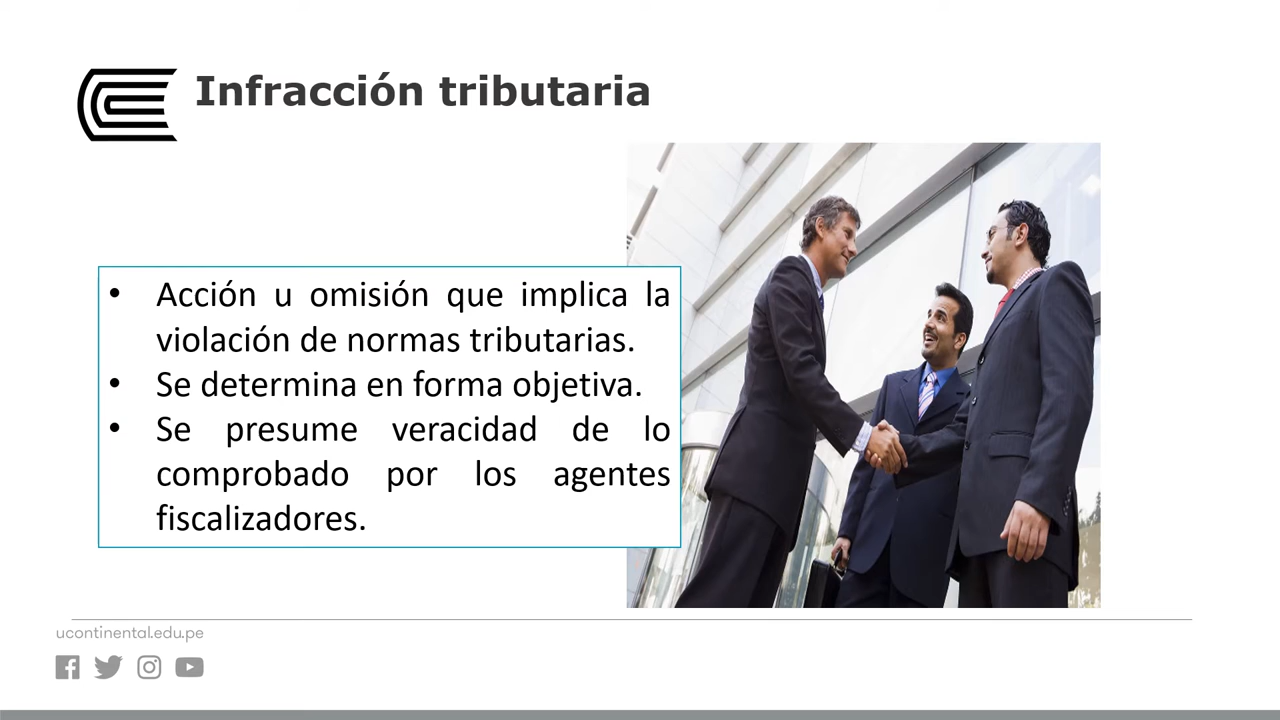 Infracción tributaria
• Acción u omisión que implica la
violación de normas tributarias.
• Se determina en forma objetiva.
• Se presume veracidad de lo
comprobado por los agentes
fiscalizadores.
ucontinental.edu.pe